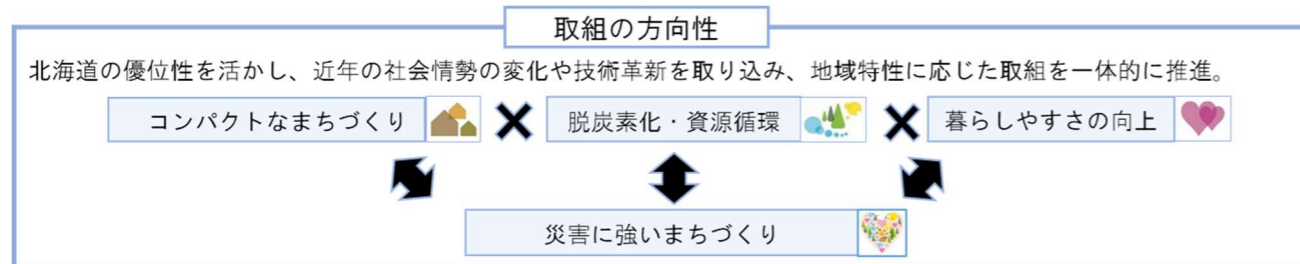 取組の方向性
北海道の優位性を活かし、近年の社会情勢の変化や技術革新を取り込み、地域特性に応じた取組を一体的に推進。
コンパクトなまちづくり
脱炭素化・資源循環
暮らしやすさの向上
災害に強いまちづくり